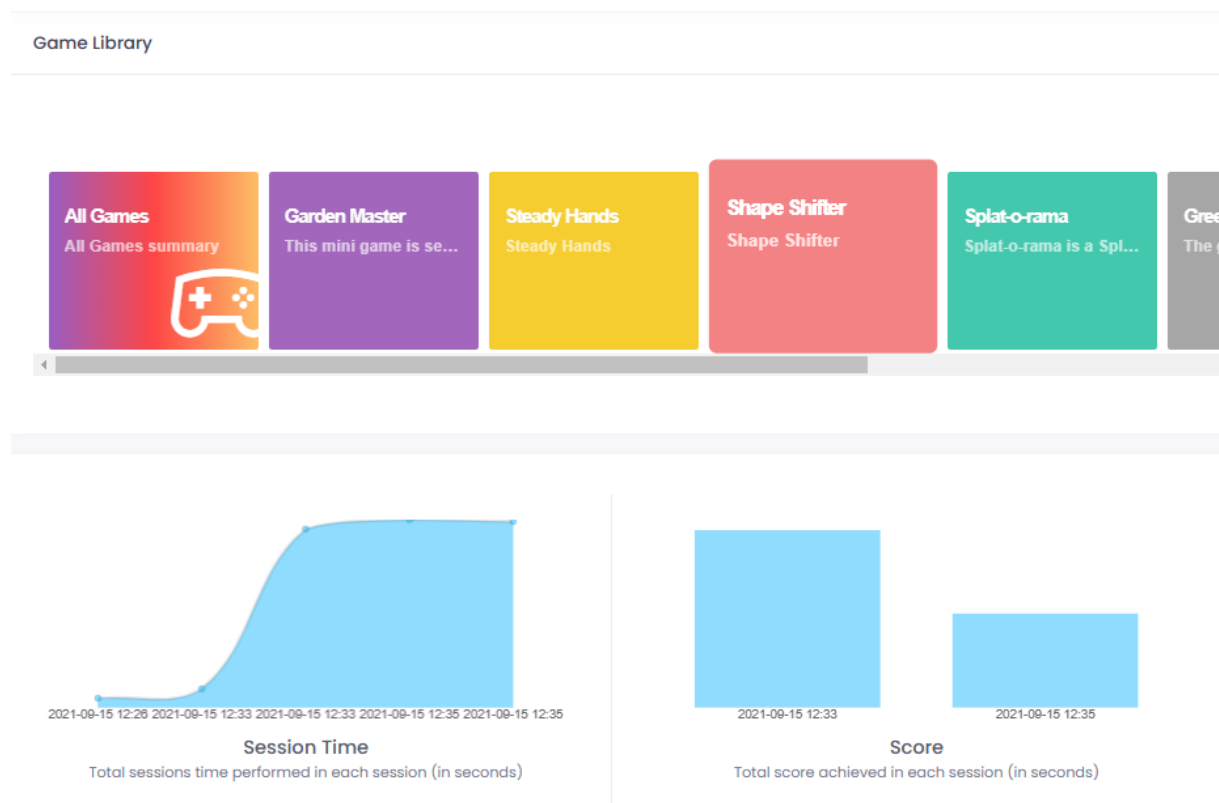 Game Library
All Games
All Games summary
Garden Master
This mini game is se...
Steady Hands
Steady Hands
Shape Shifter
Shape Shifter
Splat-o-rama
Splat-o-rama is a Spl...
Gree
The
2021-09-15 12:26 2021-09-15 12:33 2021-09-15 12:33 2021-09-15 12:35 2021-09-15 12:35
Session Time
Total sessions time performed in each session (in seconds)
2021-09-15 12:33 2021-09-15 12:35
Score
Total score achieved in each session (in seconds)